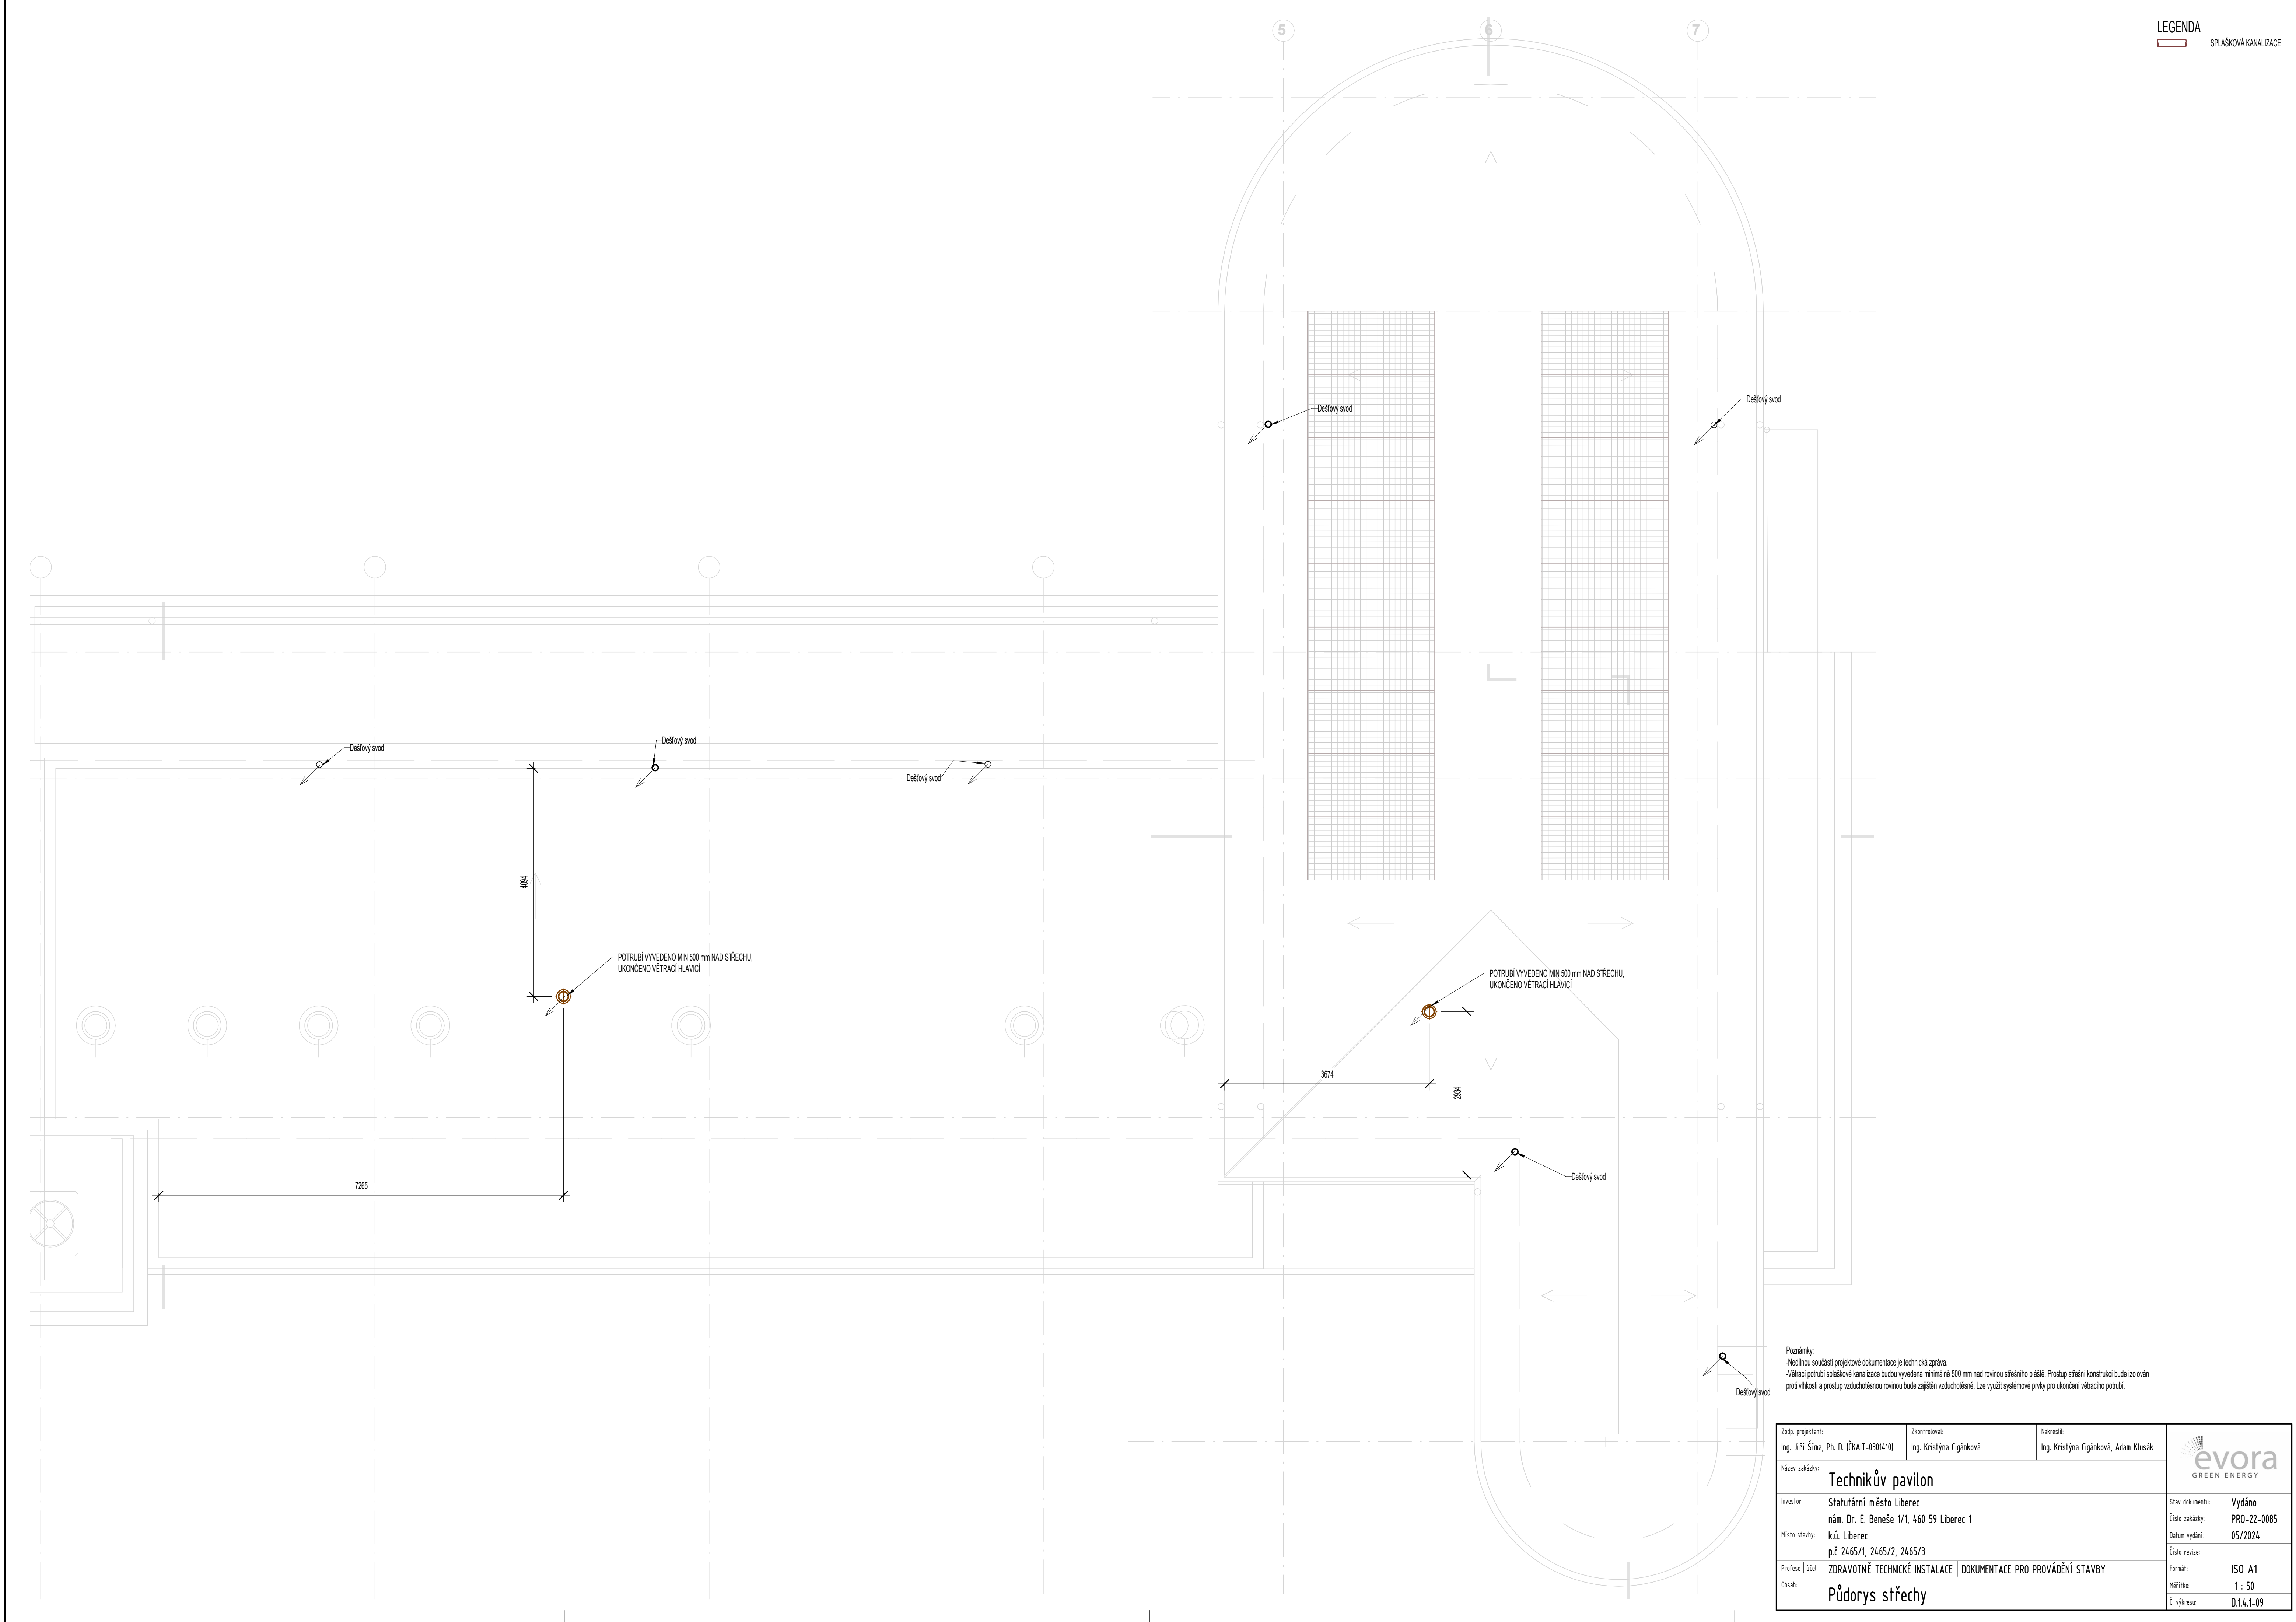 5
6
7
LEGENDA
SPLAŠKOVÁ KANALIZACE
Dešťový svod
Dešťový svod
Dešťový svod
Dešťový svod
Dešťový svod
4094
POTRUBÍ VYVEDENO MIN 500 mm NAD STŘECHU,
UKONČENO VĚTRACÍ HLAVICÍ
POTRUBÍ VYVEDENO MIN 500 mm NAD STŘECHU,
UKONČENO VĚTRACÍ HLAVICÍ
3674
2934
Dešťový svod
7265
Dešťový svod
Poznámky:
-Nedílnou součástí projektové dokumentace je technická zpráva.
-Větrací potrubí splaškové kanalizace budou vyvedena minimálně 500 mm nad rovinou střešního pláště. Prostup střešní konstrukcí bude izolován
proti vlhkosti a prostup vzduchotěsnou rovinou bude zajištěn vzduchotěsně. Lze využít systémové prvky pro ukončení větracího potrubí.
Zodp. projektant:
Ing. Jiří Šíma, Ph. D. (ČKAIT-0301410)
Zkontroloval:
Ing. Kristýna Cigánková
Nakreslil:
Ing. Kristýna Cigánková, Adam Klusák
evora
GREEN ENERGY
Název zakázky:
Technikův pavilon
Investor:
Statutární město Liberec
nám. Dr. E. Beneše 1/1, 460 59 Liberec 1
Místo stavby:
k.ú. Liberec
p.č 2465/1, 2465/2, 2465/3
Profese | účel:
ZDRAVOTNĚ TECHNICKÉ INSTALACE | DOKUMENTACE PRO PROVÁDĚNÍ STAVBY
Obsah:
Půdorys střechy
Stav dokumentu: Vydáno
Číslo zakázky: PRO-22-0085
Datum vydání: 05/2024
Číslo revize:
Formát: ISO A1
Měřítko: 1 : 50
Č. výkresu: D.1.4.1-09